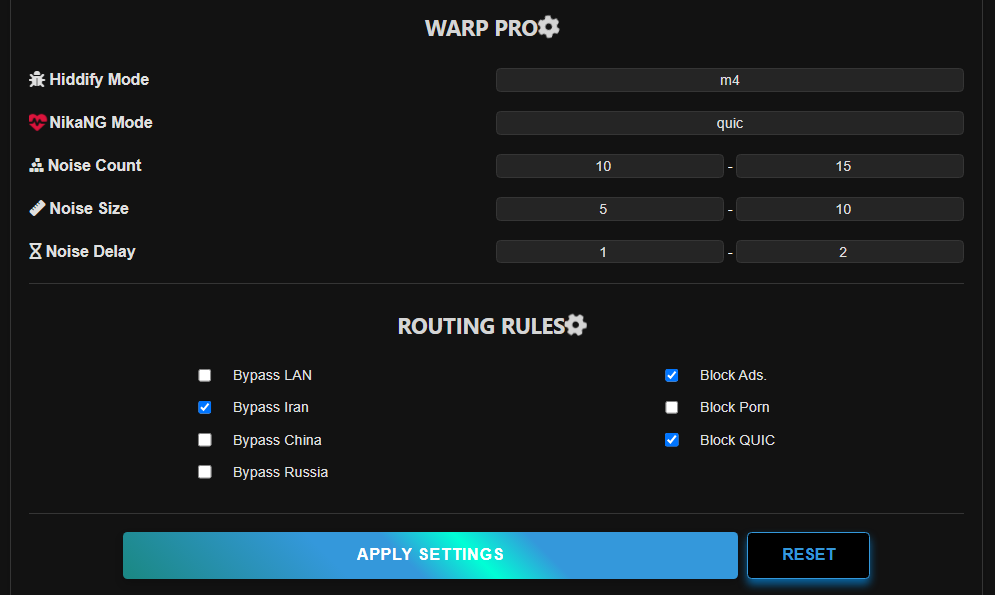 WARP PRO
Hiddify Mode m4
NikaNG Mode quic
Noise Count 10 - 15
Noise Size 5 - 10
Noise Delay 1 - 2
ROUTING RULES
Bypass LAN Block Ads.
Bypass Iran Block Porn
Bypass China Block QUIC
Bypass Russia
APPLY SETTINGS RESET